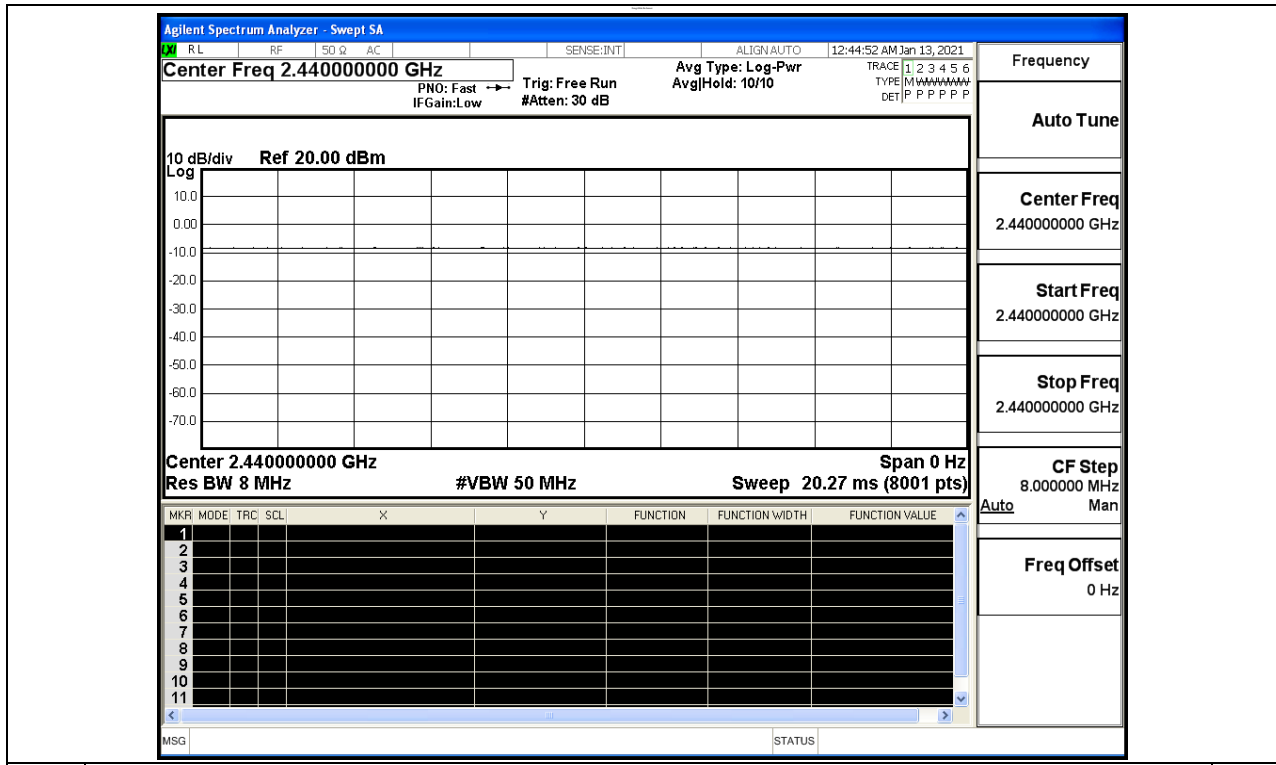 Agilent Spectrum Analyzer - Swept SA
LXI RL RF 50 Ω AC SENSE:INT ALIGN AUTO 12:44:52 AM Jan 13, 2021
Center Freq 2.440000000 GHz
PNO: Fast
IFGain:Low
Trig: Free Run
#Atten: 30 dB
Avg Type: Log-Pwr
Avg|Hold: 10/10
TRACE 1 2 3 4 5 6
TYPE M WWWWW
DET P P P P P P
10 dB/div Ref 20.00 dBm
Log
10.0
0.00
-10.0
-20.0
-30.0
-40.0
-50.0
-60.0
-70.0
Center 2.440000000 GHz Span 0 Hz
Res BW 8 MHz #VBW 50 MHz Sweep 20.27 ms (8001 pts)
MKR MODE TRC SCL X Y FUNCTION FUNCTION WIDTH FUNCTION VALUE
1
2
3
4
5
6
7
8
9
10
11
MSG STATUS
Frequency
Auto Tune
Center Freq
2.440000000 GHz
Start Freq
2.440000000 GHz
Stop Freq
2.440000000 GHz
CF Step
8.000000 MHz
Auto Man
Freq Offset
0 Hz